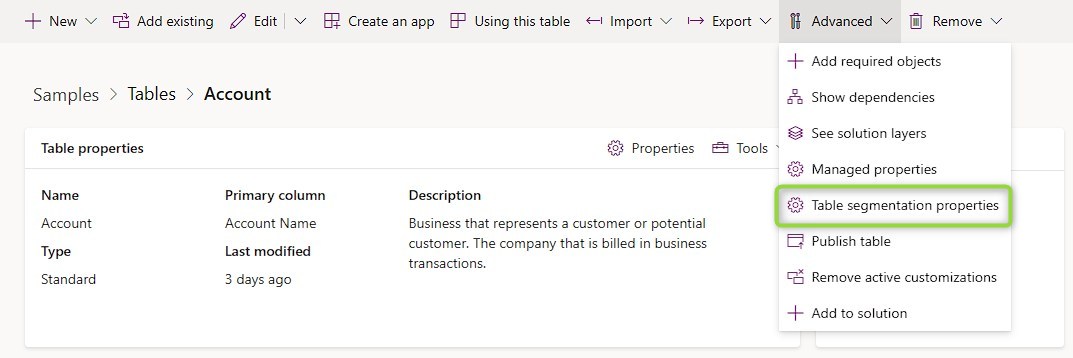 New Add existing Edit Create an app Using this table Import Export Advanced Remove
Add required objects
Samples > Tables > Account
Show dependencies
See solution layers
Table properties Properties Tools
Managed properties
Name Primary column Description
Table segmentation properties
Account Account Name Business that represents a customer or potential
customer. The company that is billed in business
transactions.
Publish table
Type Last modified
Standard 3 days ago
Remove active customizations
Add to solution